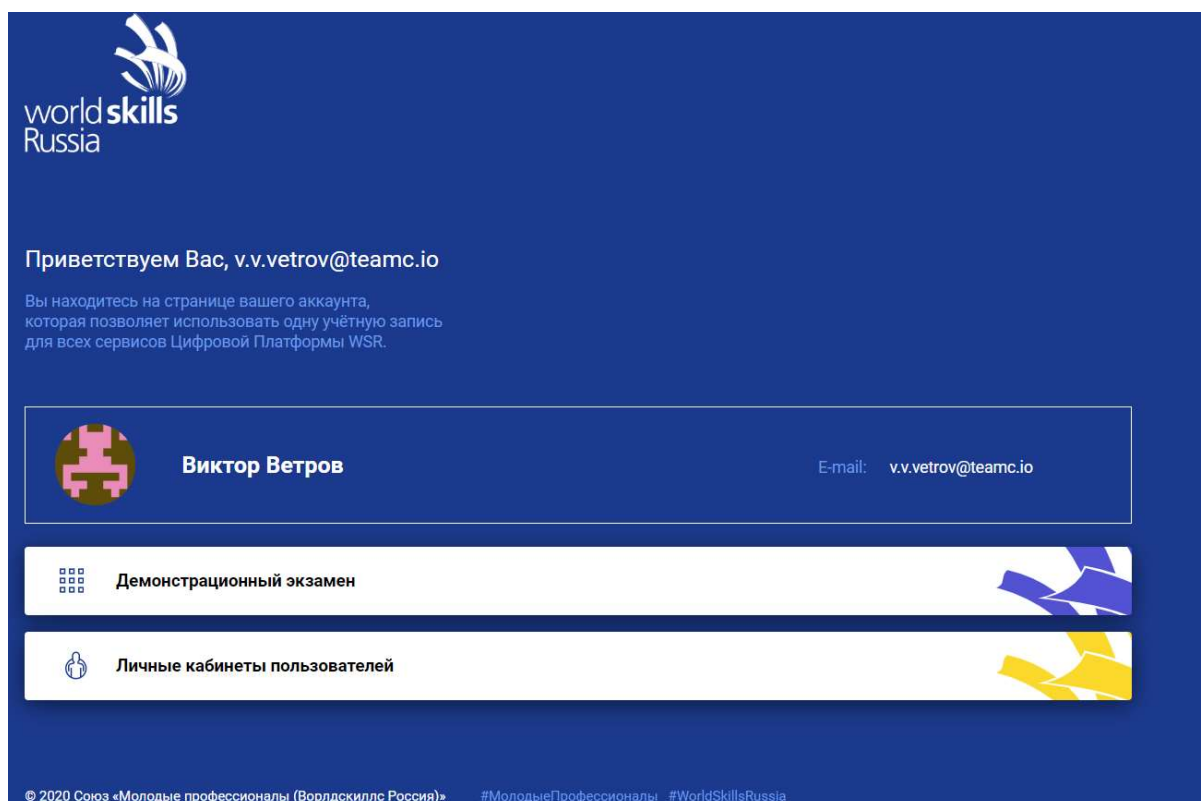 world skills
Russia
Приветствуем Вас, v.v.vetrov@teamc.io
Вы находитесь на странице вашего аккаунта,
которая позволяет использовать одну учётную запись
для всех сервисов Цифровой Платформы WSR.
Виктор Ветров
E-mail: v.v.vetrov@teamc.io
Демонстрационный экзамен
Личные кабинеты пользователей
© 2020 Союз «Молодые профессионалы (Ворлдскиллс Россия)» #МолодыеПрофессионалы #WorldSkillsRussia